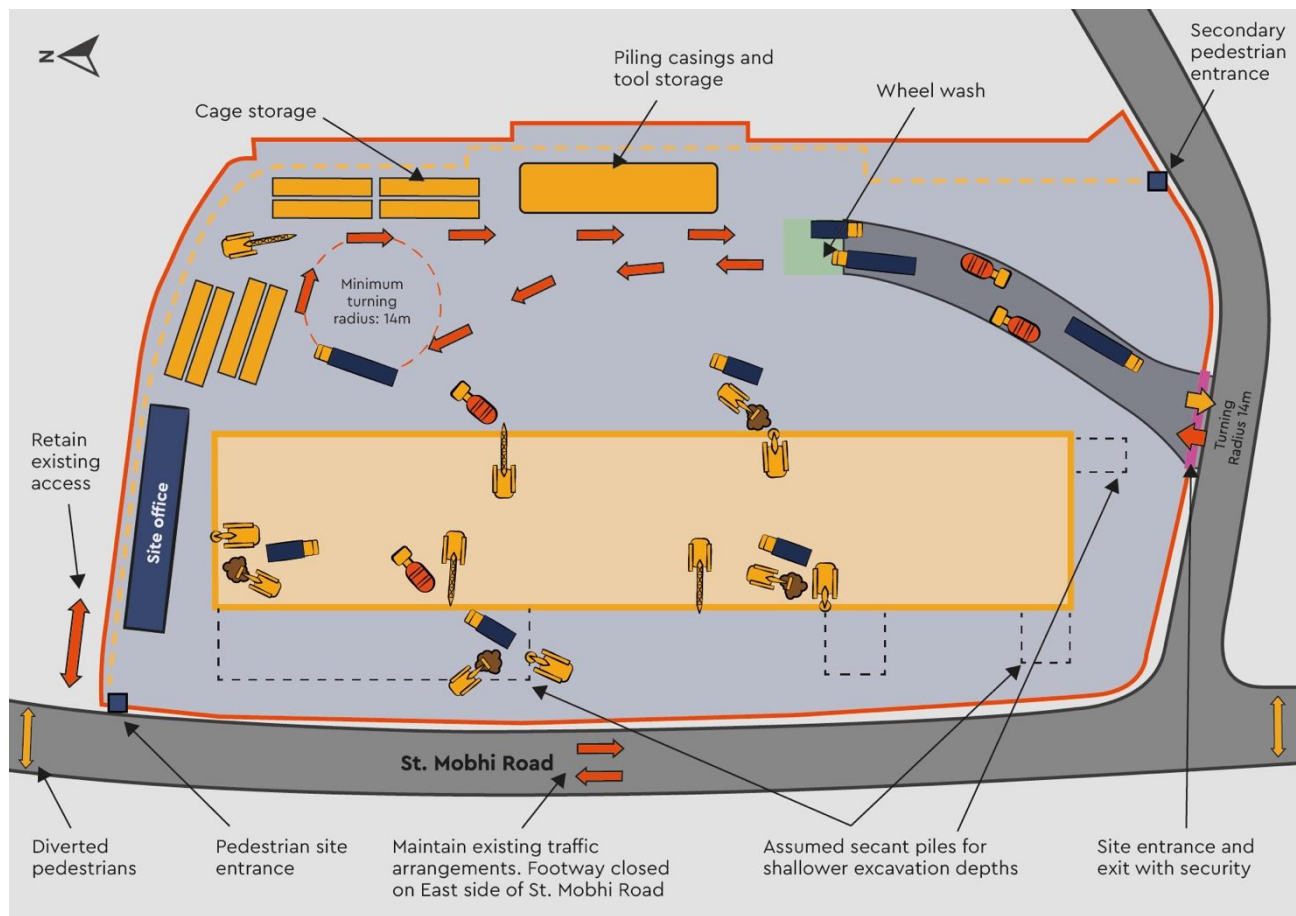 N
Secondary
pedestrian
entrance
Piling casings and
tool storage
Wheel wash
Cage storage
Minimum
turning
radius: 14m
Retain
existing
access
Site office
Turning
Radius 14m
St. Mobhi Road
Diverted
pedestrians
Pedestrian site
entrance
Maintain existing traffic
arrangements. Footway closed
on East side of St. Mobhi Road
Assumed secant piles for
shallower excavation depths
Site entrance and
exit with security